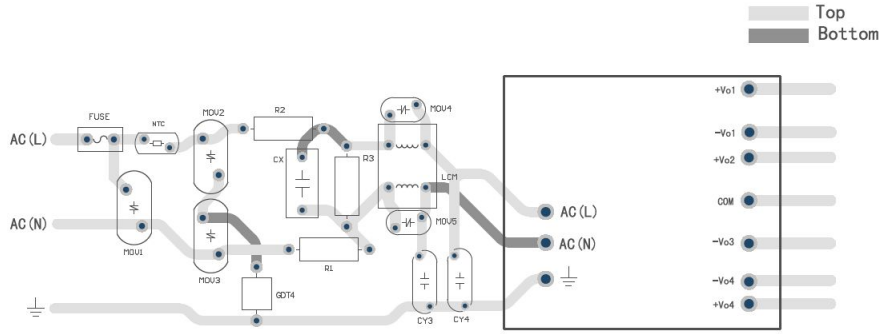 Top
Bottom
FUSE
NTC
MOV2
R2
MOV4
+Vo1
AC(L)
-Vo1
CX
R3
+Vo2
LCM
COM
AC(L)
AC(N)
MOV5
AC(N)
-Vo3
MOV1
MOV3
R1
-Vo4
GDT4
+Vo4
CY3
CY4